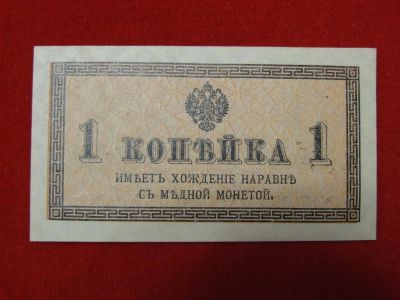 1 КОПѢЙКА 1
ИМѢЕТЪ ХОЖДЕНІЕ НАРАВНѢ
СЪ МѢДНОЙ МОНЕТОЙ.